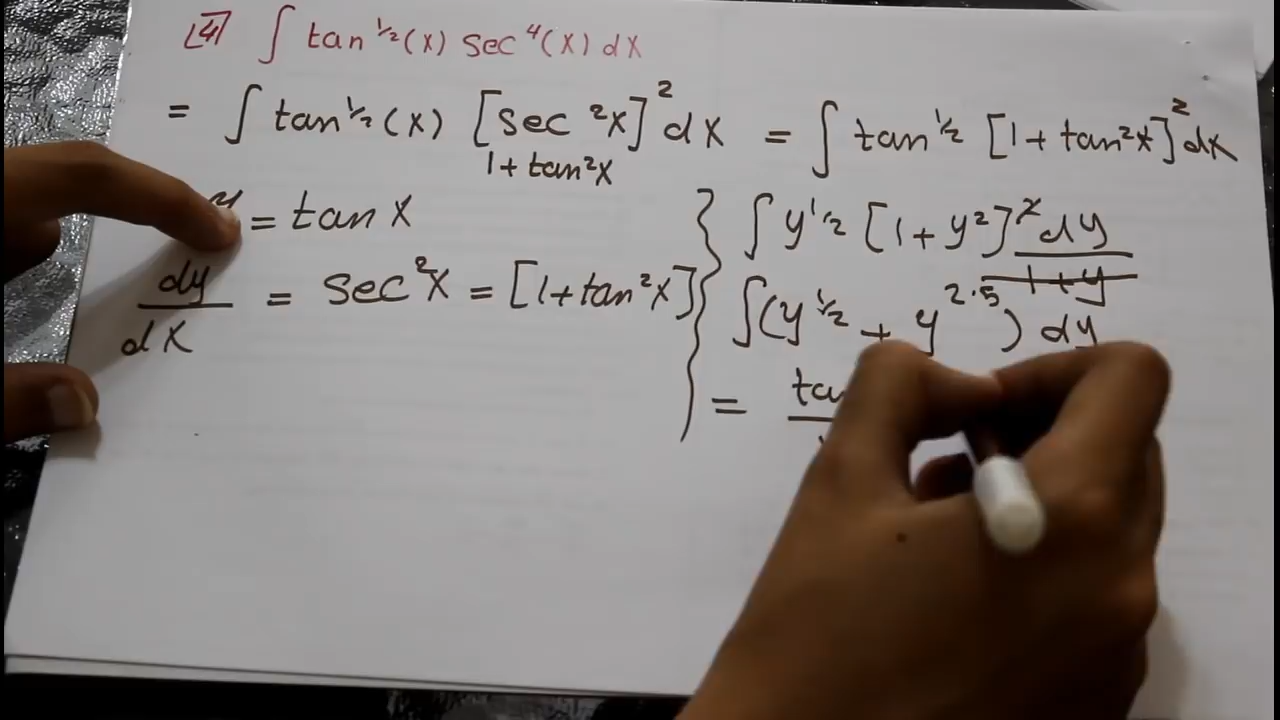 [4] ∫ tan^1/2 (x) sec^4 (x) dx
= ∫ tan^1/2 (x) [sec^2 x]^2 dx = ∫ tan^1/2 [1 + tan^2 x]^2 dx
1 + tan^2 x
y = tan x
dy/dx = sec^2 x = [1 + tan^2 x]
∫ y^1/2 [1 + y^2]^2 dy/1+y
∫ (y^1/2 + y^2.5) dy
=